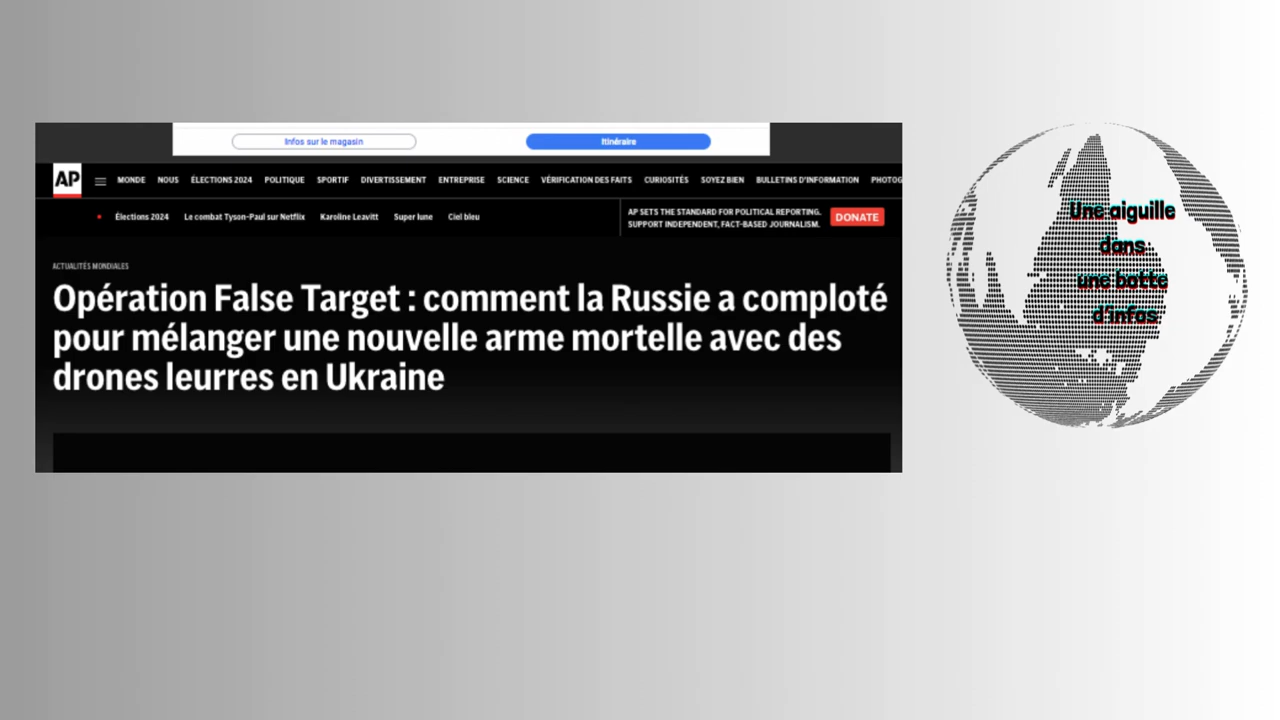 Infos sur le magasin
Itinéraire
AP
MONDE NOUS ÉLECTIONS 2024 POLITIQUE SPORTIF DIVERTISSEMENT ENTREPRISE SCIENCE VÉRIFICATION DES FAITS CURIOSITÉS SOYEZ BIEN BULLETINS D'INFORMATION PHOTOG
Élections 2024 Le combat Tyson-Paul sur Netflix Karoline Leavitt Super lune Ciel bleu
AP SETS THE STANDARD FOR POLITICAL REPORTING.
SUPPORT INDEPENDENT, FACT-BASED JOURNALISM.
DONATE
ACTUALITÉS MONDIALES
Opération False Target : comment la Russie a comploté
pour mélanger une nouvelle arme mortelle avec des
drones leurres en Ukraine
Une aiguille
dans
une botte
d'infos